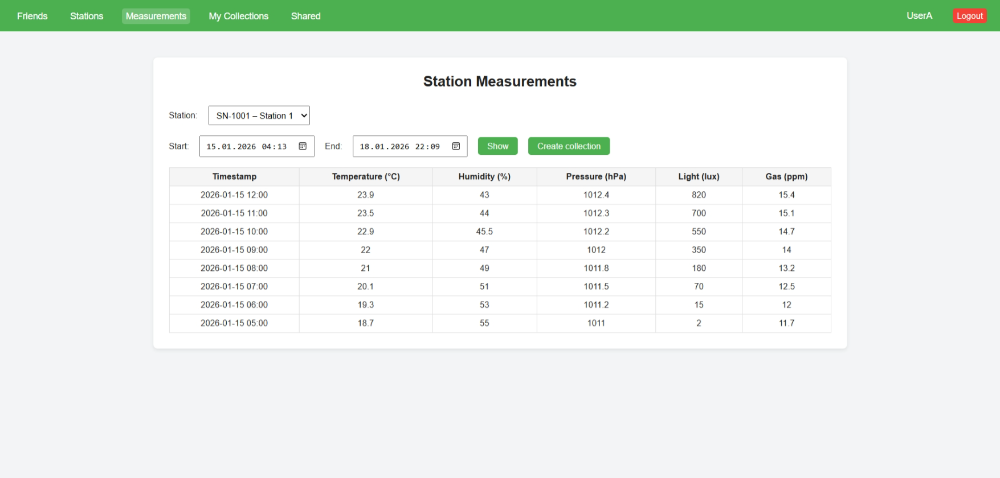 Friends Stations Measurements My Collections Shared UserA Logout
Station Measurements
Station: SN-1001 – Station 1
Start: 15.01.2026 04:13 End: 18.01.2026 22:09 Show Create collection
Timestamp Temperature (°C) Humidity (%) Pressure (hPa) Light (lux) Gas (ppm)
2026-01-15 12:00 23.9 43 1012.4 820 15.4
2026-01-15 11:00 23.5 44 1012.3 700 15.1
2026-01-15 10:00 22.9 45.5 1012.2 550 14.7
2026-01-15 09:00 22 47 1012 350 14
2026-01-15 08:00 21 49 1011.8 180 13.2
2026-01-15 07:00 20.1 51 1011.5 70 12.5
2026-01-15 06:00 19.3 53 1011.2 15 12
2026-01-15 05:00 18.7 55 1011 2 11.7